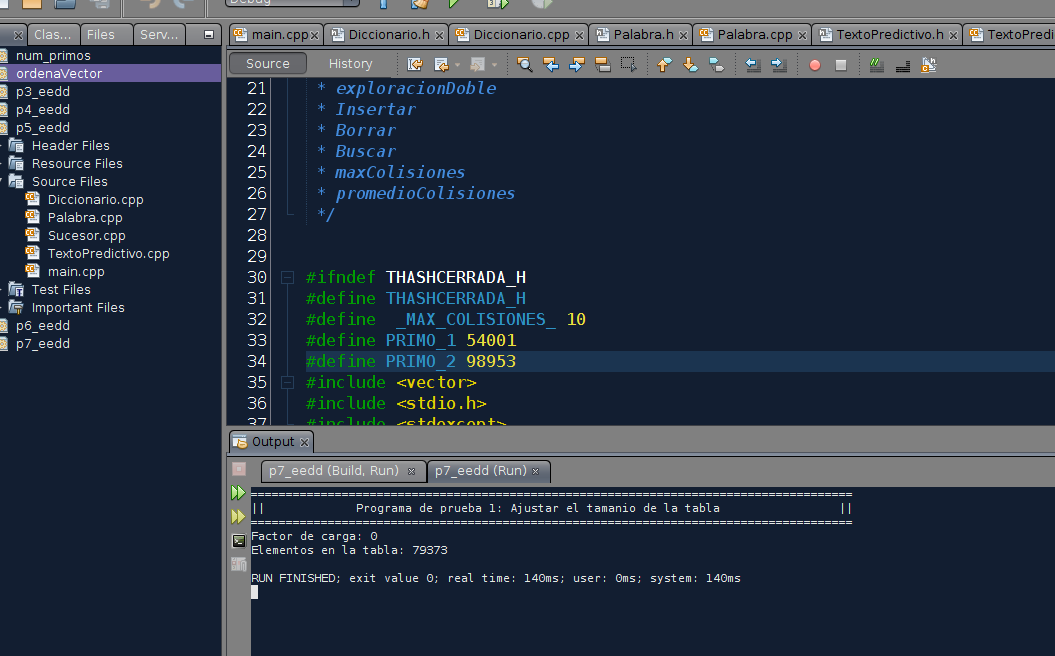 Debug
Clas...
Files
Serv...
num_primos
ordenaVector
p3_eedd
p4_eedd
p5_eedd
Header Files
Resource Files
Source Files
Diccionario.cpp
Palabra.cpp
Sucesor.cpp
TextoPredictivo.cpp
main.cpp
Test Files
Important Files
p6_eedd
p7_eedd
main.cpp
Diccionario.h
Diccionario.cpp
Palabra.h
Palabra.cpp
TextoPredictivo.h
TextoPredi
Source
History
21 * exploracionDoble
22 * Insertar
23 * Borrar
24 * Buscar
25 * maxColisiones
26 * promedioColisiones
27 */
28
29
30 #ifndef THASHCERRADA_H
31 #define THASHCERRADA_H
32 #define _MAX_COLISIONES_ 10
33 #define PRIMO_1 54001
34 #define PRIMO_2 98953
35 #include <vector>
36 #include <stdio.h>
37 #include <stdexcept>
Output
p7_eedd (Build, Run)
p7_eedd (Run)
|| Programa de prueba 1: Ajustar el tamanio de la tabla ||
Factor de carga: 0
Elementos en la tabla: 79373
RUN FINISHED; exit value 0; real time: 140ms; user: 0ms; system: 140ms